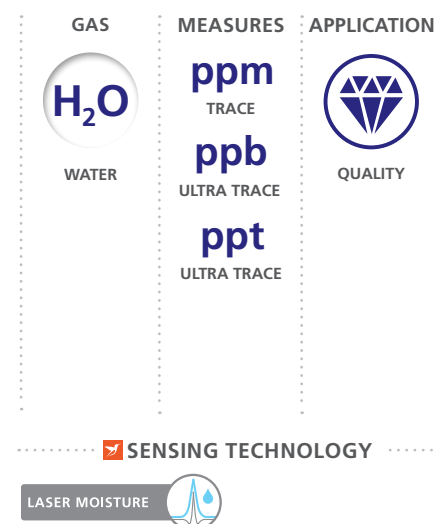 GAS
H₂O
WATER
MEASURES
ppm
TRACE
ppb
ULTRA TRACE
ppt
ULTRA TRACE
APPLICATION
QUALITY
SENSING TECHNOLOGY
LASER MOISTURE